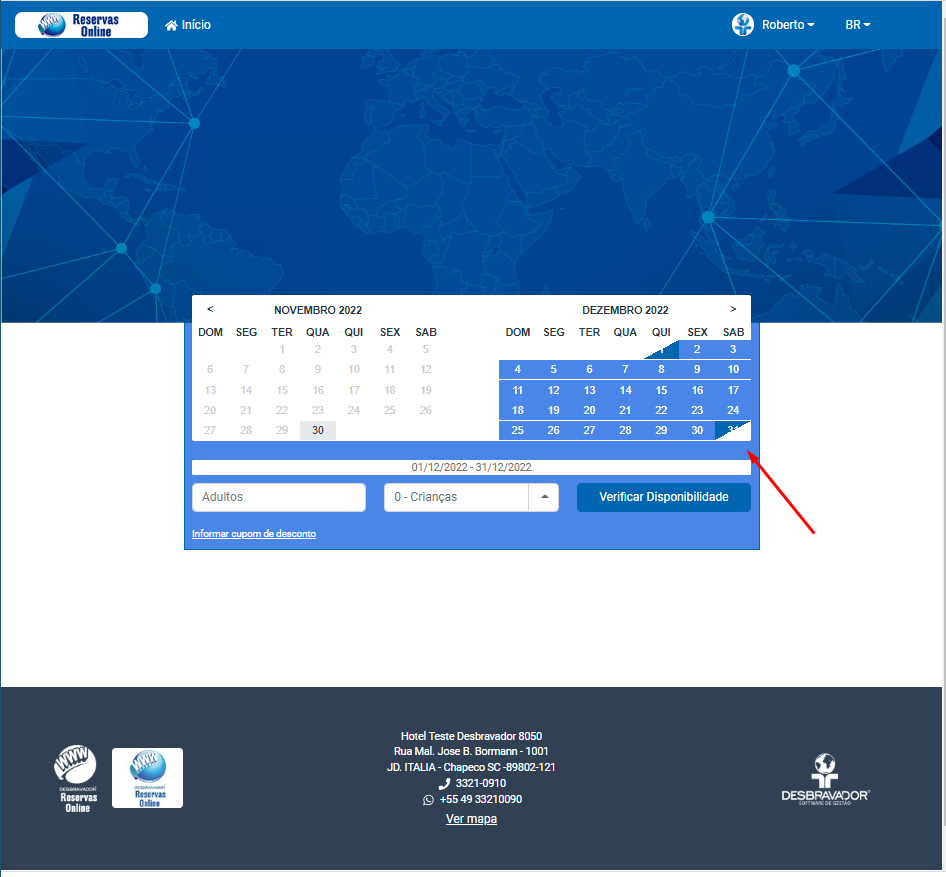 WWW Reservas Online
Início
Roberto
BR
< NOVEMBRO 2022
DOM SEG TER QUA QUI SEX SAB
1 2 3 4 5
6 7 8 9 10 11 12
13 14 15 16 17 18 19
20 21 22 23 24 25 26
27 28 29 30
DEZEMBRO 2022 >
DOM SEG TER QUA QUI SEX SAB
1 2 3
4 5 6 7 8 9 10
11 12 13 14 15 16 17
18 19 20 21 22 23 24
25 26 27 28 29 30 31
01/12/2022 - 31/12/2022
Adultos
0 - Crianças
Verificar Disponibilidade
Informar cupom de desconto
WWW
DESBRAVADOR
Reservas
Online
WWW
DESBRAVADOR
Reservas
Online
Hotel Teste Desbravador 8050
Rua Mal. Jose B. Bormann - 1001
JD. ITALIA - Chapeco SC -89802-121
3321-0910
+55 49 33210090
Ver mapa
DESBRAVADOR
SOFTWARE DE GESTÃO